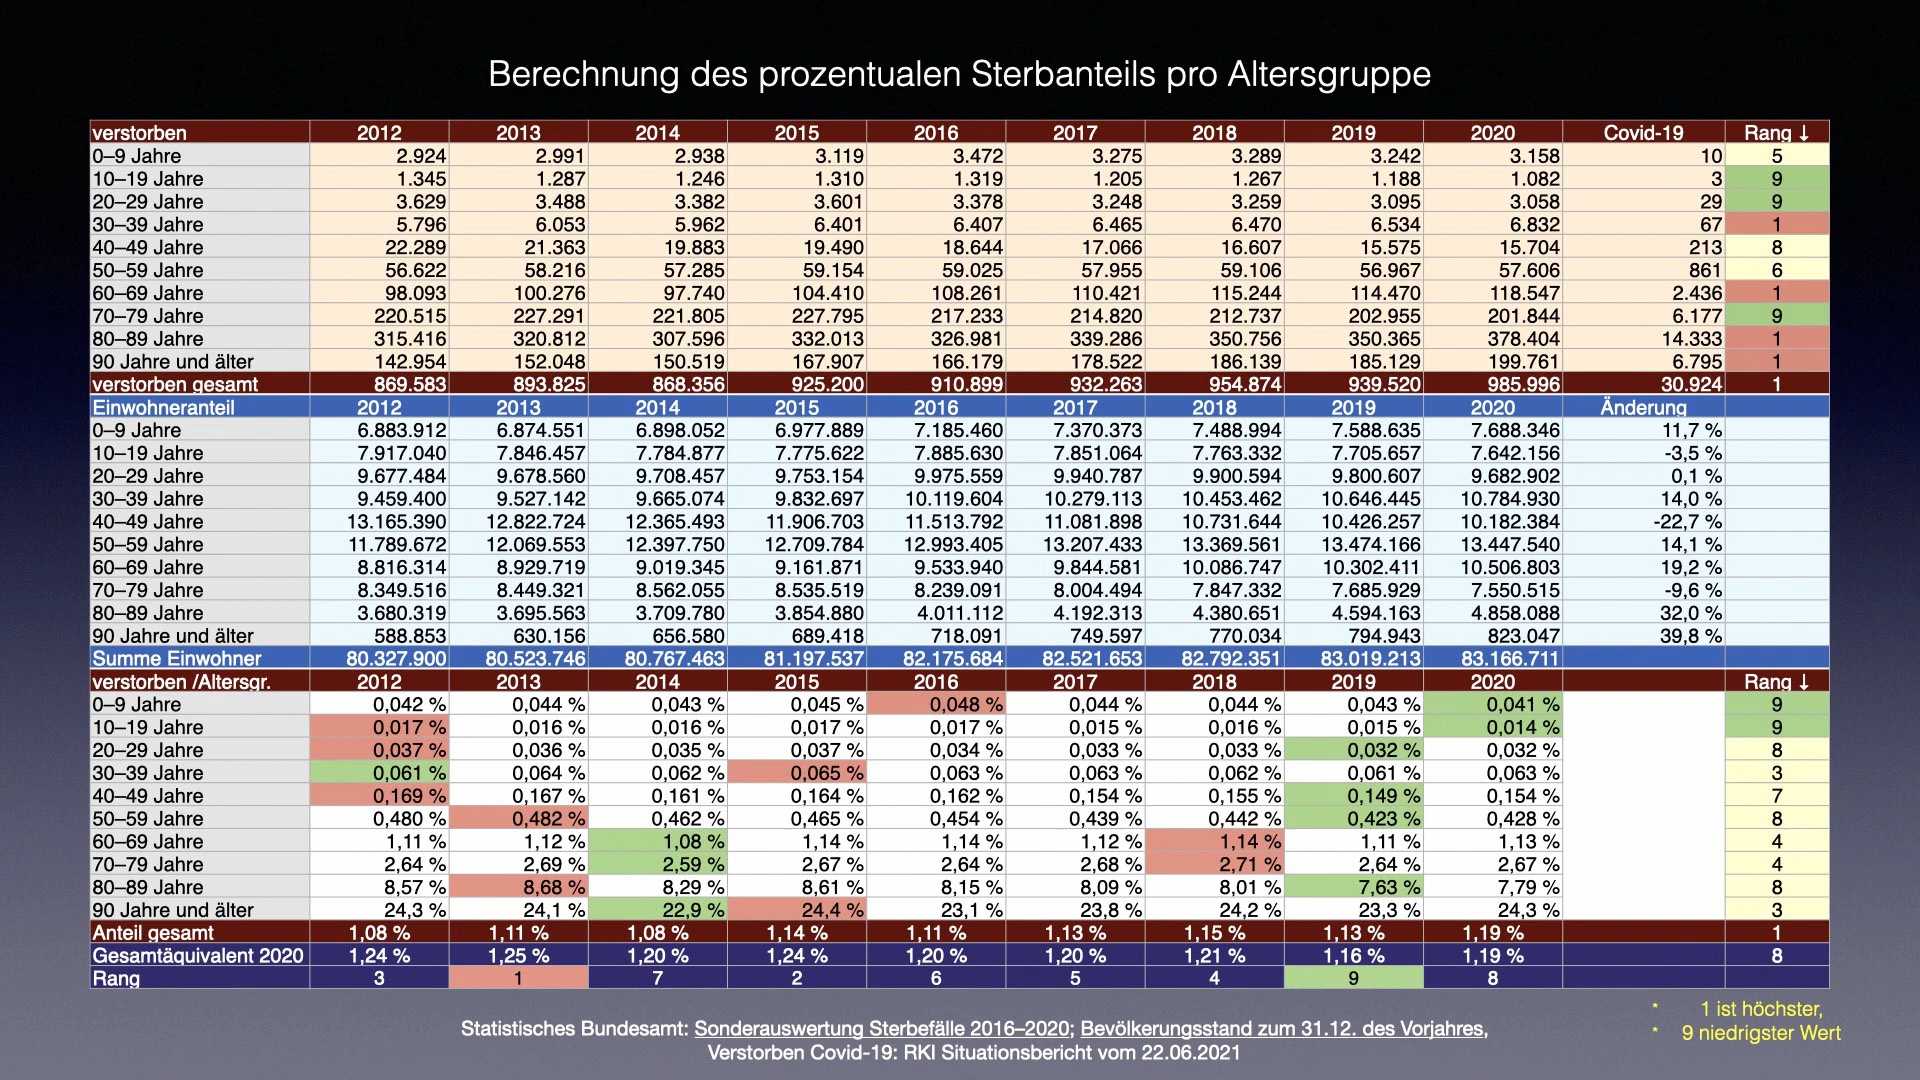 Berechnung des prozentualen Sterbanteils pro Altersgruppe
verstorben 2012 2013 2014 2015 2016 2017 2018 2019 2020 Covid-19 Rang ↓
0–9 Jahre 2.924 2.991 2.938 3.119 3.472 3.275 3.289 3.242 3.158 10 5
10–19 Jahre 1.345 1.287 1.246 1.310 1.319 1.205 1.267 1.188 1.082 3 9
20–29 Jahre 3.629 3.488 3.382 3.601 3.378 3.248 3.259 3.095 3.058 29 9
30–39 Jahre 5.796 6.053 5.962 6.401 6.407 6.465 6.470 6.534 6.832 67 1
40–49 Jahre 22.289 21.363 19.883 19.490 18.644 17.066 16.607 15.575 15.704 213 8
50–59 Jahre 56.622 58.216 57.285 59.154 59.025 57.955 59.106 56.967 57.606 861 6
60–69 Jahre 98.093 100.276 97.740 104.410 108.261 110.421 115.244 114.470 118.547 2.436 1
70–79 Jahre 220.515 227.291 221.805 227.795 217.233 214.820 212.737 202.955 201.844 6.177 9
80–89 Jahre 315.416 320.812 307.596 332.013 326.981 339.286 350.756 350.365 378.404 14.333 1
90 Jahre und älter 142.954 152.048 150.519 167.907 166.179 178.522 186.139 185.129 199.761 6.795 1
verstorben gesamt 869.583 893.825 868.356 925.200 910.899 932.263 954.874 939.520 985.996 30.924 1
Einwohneranteil 2012 2013 2014 2015 2016 2017 2018 2019 2020 Änderung
0–9 Jahre 6.883.912 6.874.551 6.898.052 6.977.889 7.185.460 7.370.373 7.488.994 7.588.635 7.688.346 11,7 %
10–19 Jahre 7.917.040 7.846.457 7.784.877 7.775.622 7.885.630 7.851.064 7.763.332 7.705.657 7.642.156 -3,5 %
20–29 Jahre 9.677.484 9.678.560 9.708.457 9.753.154 9.975.559 9.940.787 9.900.594 9.800.607 9.682.902 0,1 %
30–39 Jahre 9.459.400 9.527.142 9.665.074 9.832.697 10.119.604 10.279.113 10.453.462 10.646.445 10.784.930 14,0 %
40–49 Jahre 13.165.390 12.822.724 12.365.493 11.906.703 11.513.792 11.081.898 10.731.644 10.426.257 10.182.384 -22,7 %
50–59 Jahre 11.789.672 12.069.553 12.397.750 12.709.784 12.993.405 13.207.433 13.369.561 13.474.166 13.447.540 14,1 %
60–69 Jahre 8.816.314 8.929.719 9.019.345 9.161.871 9.533.940 9.844.581 10.086.747 10.302.411 10.506.803 19,2 %
70–79 Jahre 8.349.516 8.449.321 8.562.055 8.535.519 8.239.091 8.004.494 7.847.332 7.685.929 7.550.515 -9,6 %
80–89 Jahre 3.680.319 3.695.563 3.709.780 3.854.880 4.011.112 4.192.313 4.380.651 4.594.163 4.858.088 32,0 %
90 Jahre und älter 588.853 630.156 656.580 689.418 718.091 749.597 770.034 794.943 823.047 39,8 %
Summe Einwohner 80.327.900 80.523.746 80.767.463 81.197.537 82.175.684 82.521.653 82.792.351 83.019.213 83.166.711
verstorben /Altersgr. 2012 2013 2014 2015 2016 2017 2018 2019 2020 Rang ↓
0–9 Jahre 0,042 % 0,044 % 0,043 % 0,045 % 0,048 % 0,044 % 0,044 % 0,043 % 0,041 % 9
10–19 Jahre 0,017 % 0,016 % 0,016 % 0,017 % 0,017 % 0,015 % 0,016 % 0,015 % 0,014 % 9
20–29 Jahre 0,037 % 0,036 % 0,035 % 0,037 % 0,034 % 0,033 % 0,033 % 0,032 % 0,032 % 8
30–39 Jahre 0,061 % 0,064 % 0,062 % 0,065 % 0,063 % 0,063 % 0,062 % 0,061 % 0,063 % 3
40–49 Jahre 0,169 % 0,167 % 0,161 % 0,164 % 0,162 % 0,154 % 0,155 % 0,149 % 0,154 % 7
50–59 Jahre 0,480 % 0,482 % 0,462 % 0,465 % 0,454 % 0,439 % 0,442 % 0,423 % 0,428 % 8
60–69 Jahre 1,11 % 1,12 % 1,08 % 1,14 % 1,14 % 1,12 % 1,14 % 1,11 % 1,13 % 4
70–79 Jahre 2,64 % 2,69 % 2,59 % 2,67 % 2,64 % 2,68 % 2,71 % 2,64 % 2,67 % 4
80–89 Jahre 8,57 % 8,68 % 8,29 % 8,61 % 8,15 % 8,09 % 8,01 % 7,63 % 7,79 % 8
90 Jahre und älter 24,3 % 24,1 % 22,9 % 24,4 % 23,1 % 23,8 % 24,2 % 23,3 % 24,3 % 3
Anteil gesamt 1,08 % 1,11 % 1,08 % 1,14 % 1,11 % 1,13 % 1,15 % 1,13 % 1,19 % 1
Gesamtäquivalent 2020 1,24 % 1,25 % 1,20 % 1,24 % 1,20 % 1,20 % 1,21 % 1,16 % 1,19 % 8
Rang 3 1 7 2 6 5 4 9 8
* 1 ist höchster,
* 9 niedrigster Wert
Statistisches Bundesamt: Sonderauswertung Sterbefälle 2016–2020; Bevölkerungsstand zum 31.12. des Vorjahres,
Verstorben Covid-19: RKI Situationsbericht vom 22.06.2021